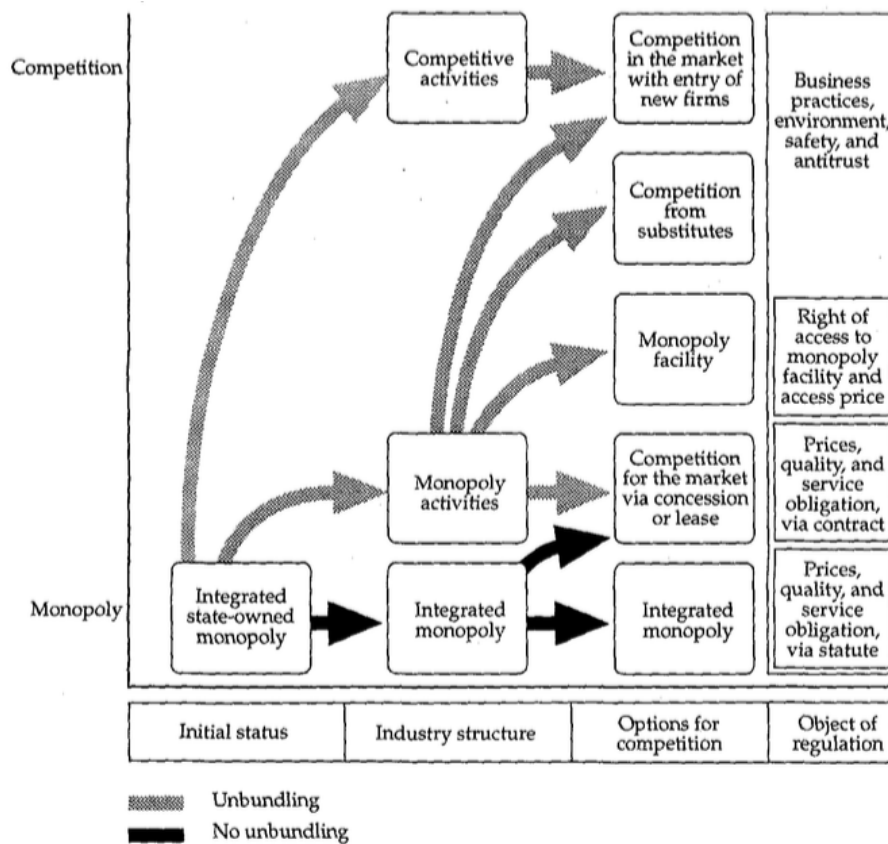 Competition
Competitive
activities
Competition
in the market
with entry of
new firms
Business
practices,
environment,
safety, and
antitrust
Competition
from
substitutes
Monopoly
facility
Right of
access to
monopoly
facility and
access price
Monopoly
activities
Competition
for the market
via concession
or lease
Prices,
quality, and
service
obligation,
via contract
Monopoly
Integrated
state-owned
monopoly
Integrated
monopoly
Integrated
monopoly
Prices,
quality, and
service
obligation,
via statute
Initial status
Industry structure
Options for
competition
Object of
regulation
Unbundling
No unbundling